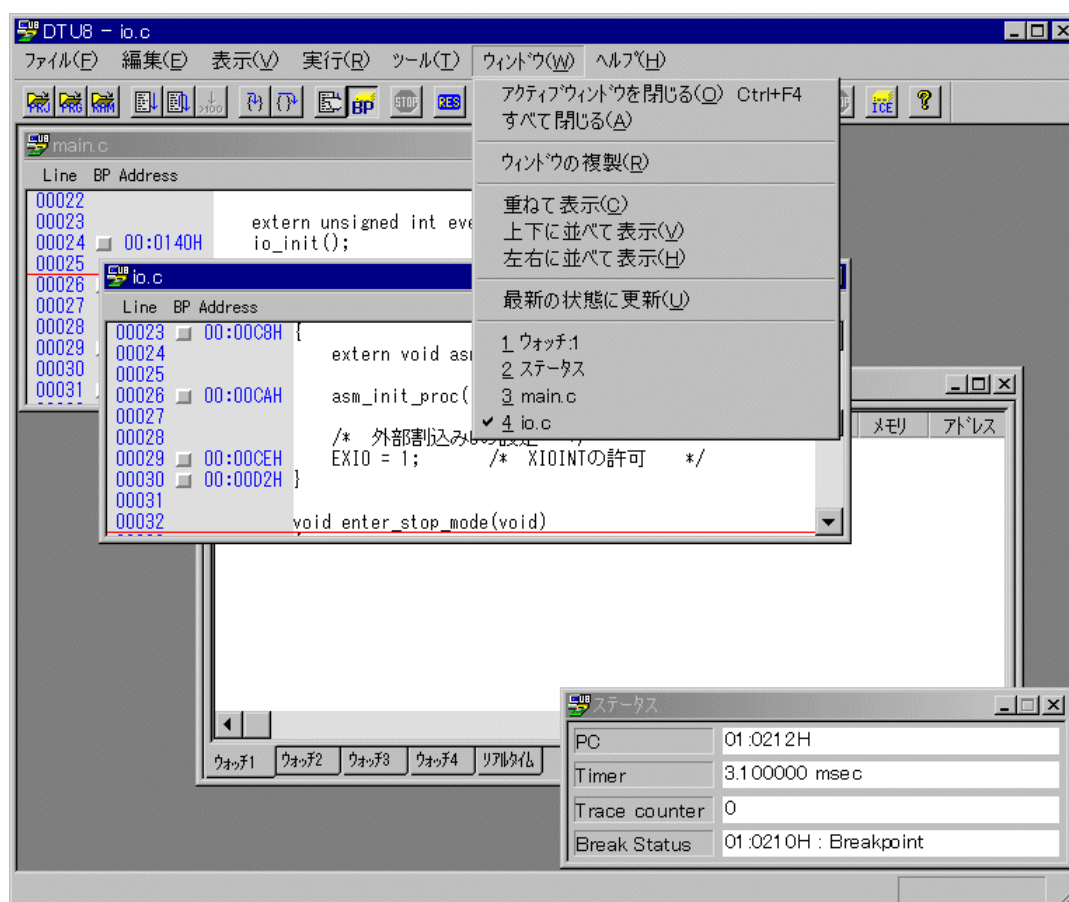 DTU8 - io.c
ファイル(F) 編集(E) 表示(V) 実行(R) ツール(T) ウィンドウ(W) ヘルプ(H)
PRJ PRG RAM >100 BP STOP RES ICE ?
アクティブウィンドウを閉じる(O) Ctrl+F4
すべて閉じる(A)
ウィンドウの複製(R)
重ねて表示(C)
上下に並べて表示(V)
左右に並べて表示(H)
最新の状態に更新(U)
1 ウォッチ:1
2 ステータス
3 main.c
4 io.c
main.c
Line BP Address
00022
00023 extern unsigned int eve
00024 00:0140H io_init();
00025
00026
00027
00028
00029
00030
00031
io.c
Line BP Address
00023 00:00C8H {
00024 extern void asm
00025
00026 00:00CAH asm_init_proc(
00027
00028 /* 外部割込み
00029 00:00CEH EXIO = 1; /* XIOINTの許可 */
00030 00:00D2H }
00031
00032 void enter_stop_mode(void)
メモリ アドレス
ウォッチ1 ウォッチ2 ウォッチ3 ウォッチ4 リアルタイム
ステータス
PC 01:0212H
Timer 3.100000 msec
Trace counter 0
Break Status 01:0210H : Breakpoint